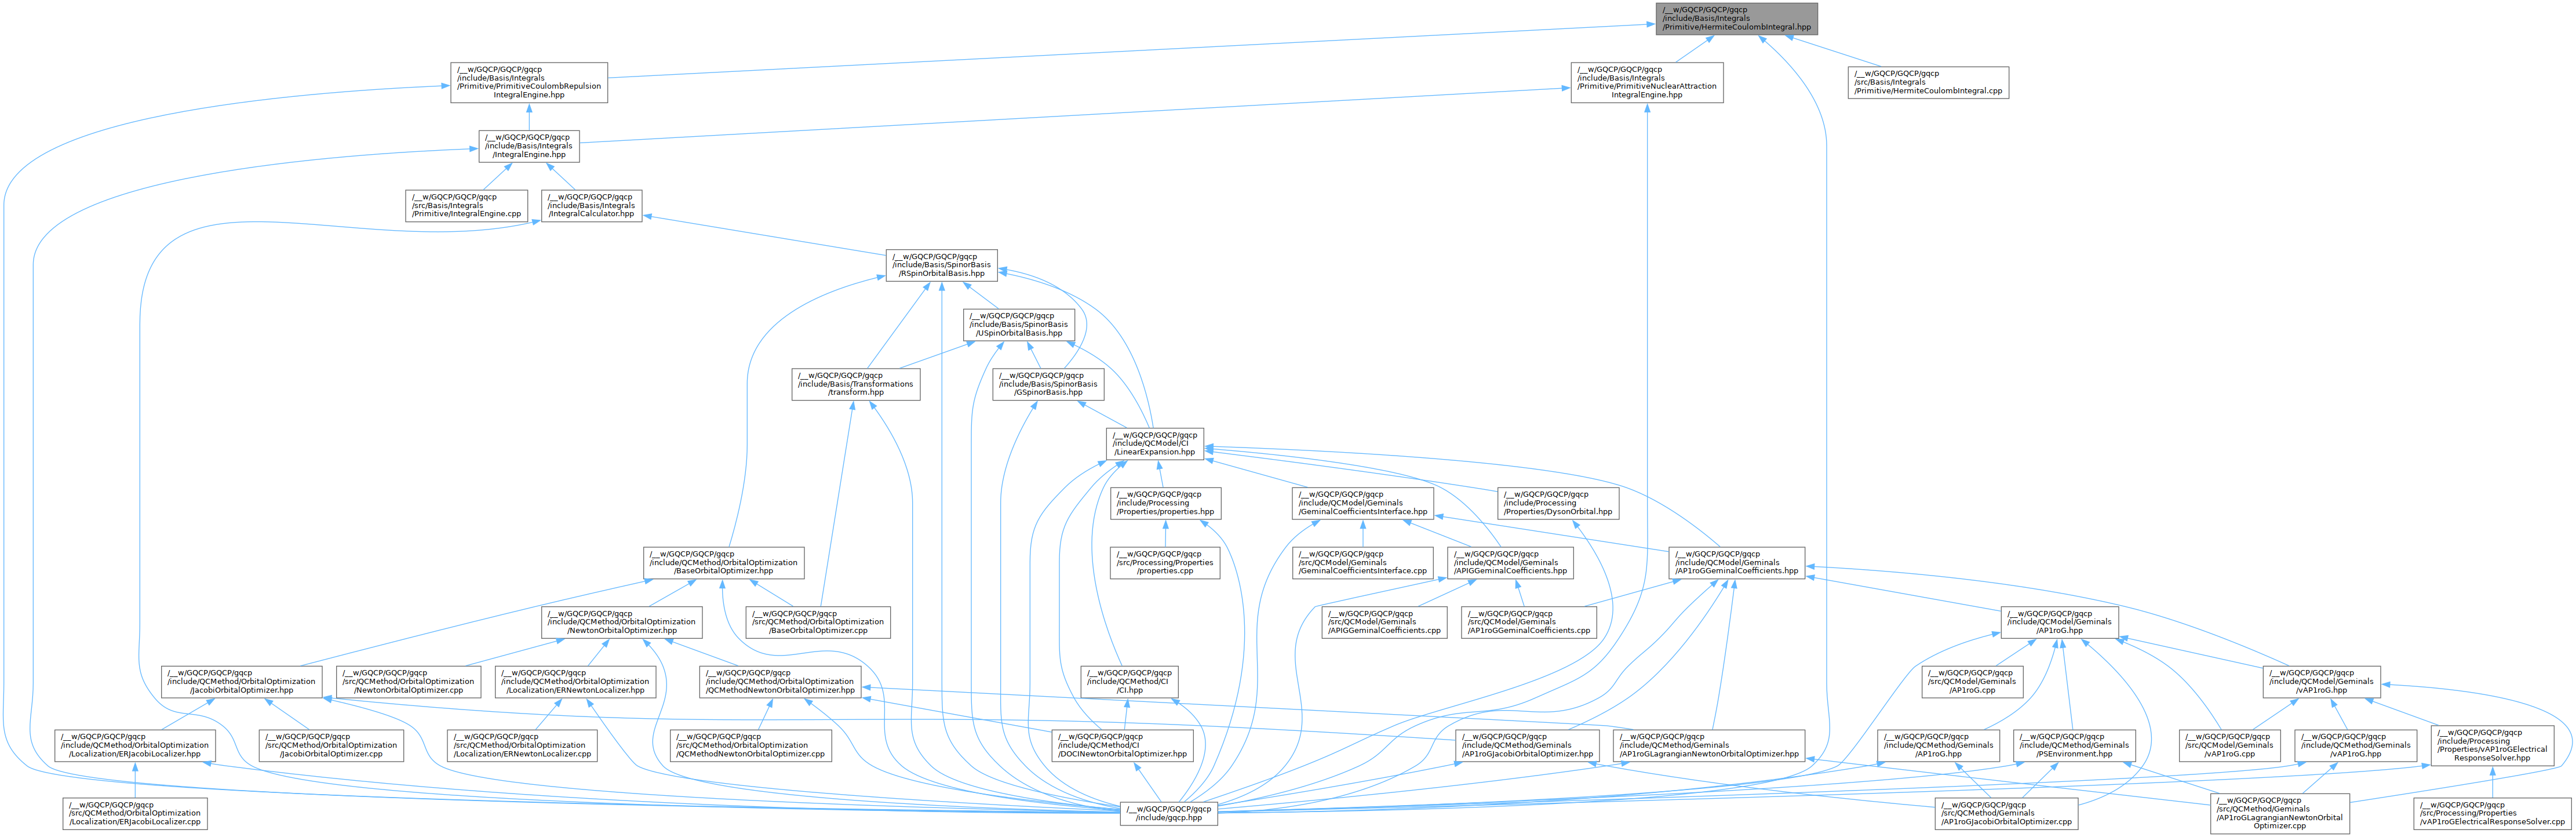 /__w/GQCP/GQCP/gqcp
/include/Basis/Integrals
/Primitive/HermiteCoulombIntegral.hpp
/__w/GQCP/GQCP/gqcp
/include/Basis/Integrals
/Primitive/PrimitiveCoulombRepulsion
IntegralEngine.hpp
/__w/GQCP/GQCP/gqcp
/include/Basis/Integrals
/Primitive/PrimitiveNuclearAttraction
IntegralEngine.hpp
/__w/GQCP/GQCP/gqcp
/src/Basis/Integrals
/Primitive/HermiteCoulombIntegral.cpp
/__w/GQCP/GQCP/gqcp
/include/Basis/Integrals
/IntegralEngine.hpp
/__w/GQCP/GQCP/gqcp
/src/Basis/Integrals
/Primitive/IntegralEngine.cpp
/__w/GQCP/GQCP/gqcp
/include/Basis/Integrals
/IntegralCalculator.hpp
/__w/GQCP/GQCP/gqcp
/include/Basis/SpinorBasis
/RSpinOrbitalBasis.hpp
/__w/GQCP/GQCP/gqcp
/include/Basis/SpinorBasis
/USpinOrbitalBasis.hpp
/__w/GQCP/GQCP/gqcp
/include/Basis/Transformations
/transform.hpp
/__w/GQCP/GQCP/gqcp
/include/Basis/SpinorBasis
/GSpinorBasis.hpp
/__w/GQCP/GQCP/gqcp
/include/QCModel/CI
/LinearExpansion.hpp
/__w/GQCP/GQCP/gqcp
/include/Processing
/Properties/properties.hpp
/__w/GQCP/GQCP/gqcp
/include/QCModel/Geminals
/GeminalCoefficientsInterface.hpp
/__w/GQCP/GQCP/gqcp
/include/Processing
/Properties/DysonOrbital.hpp
/__w/GQCP/GQCP/gqcp
/include/QCMethod/OrbitalOptimization
/BaseOrbitalOptimizer.hpp
/__w/GQCP/GQCP/gqcp
/src/Processing/Properties
/properties.cpp
/__w/GQCP/GQCP/gqcp
/src/QCModel/Geminals
/GeminalCoefficientsInterface.cpp
/__w/GQCP/GQCP/gqcp
/include/QCModel/Geminals
/APIGGeminalCoefficients.hpp
/__w/GQCP/GQCP/gqcp
/include/QCModel/Geminals
/AP1roGGeminalCoefficients.hpp
/__w/GQCP/GQCP/gqcp
/include/QCMethod/OrbitalOptimization
/NewtonOrbitalOptimizer.hpp
/__w/GQCP/GQCP/gqcp
/src/QCMethod/OrbitalOptimization
/BaseOrbitalOptimizer.cpp
/__w/GQCP/GQCP/gqcp
/src/QCModel/Geminals
/APIGGeminalCoefficients.cpp
/__w/GQCP/GQCP/gqcp
/src/QCModel/Geminals
/AP1roGGeminalCoefficients.cpp
/__w/GQCP/GQCP/gqcp
/include/QCModel/Geminals
/AP1roG.hpp
/__w/GQCP/GQCP/gqcp
/include/QCMethod/OrbitalOptimization
/JacobiOrbitalOptimizer.hpp
/__w/GQCP/GQCP/gqcp
/src/QCMethod/OrbitalOptimization
/NewtonOrbitalOptimizer.cpp
/__w/GQCP/GQCP/gqcp
/include/QCMethod/OrbitalOptimization
/Localization/ERNewtonLocalizer.hpp
/__w/GQCP/GQCP/gqcp
/include/QCMethod/OrbitalOptimization
/QCMethodNewtonOrbitalOptimizer.hpp
/__w/GQCP/GQCP/gqcp
/include/QCMethod/CI
/CI.hpp
/__w/GQCP/GQCP/gqcp
/src/QCModel/Geminals
/AP1roG.cpp
/__w/GQCP/GQCP/gqcp
/include/QCModel/Geminals
/vAP1roG.hpp
/__w/GQCP/GQCP/gqcp
/include/QCMethod/OrbitalOptimization
/Localization/ERJacobiLocalizer.hpp
/__w/GQCP/GQCP/gqcp
/src/QCMethod/OrbitalOptimization
/JacobiOrbitalOptimizer.cpp
/__w/GQCP/GQCP/gqcp
/src/QCMethod/OrbitalOptimization
/Localization/ERNewtonLocalizer.cpp
/__w/GQCP/GQCP/gqcp
/src/QCMethod/OrbitalOptimization
/QCMethodNewtonOrbitalOptimizer.cpp
/__w/GQCP/GQCP/gqcp
/include/QCMethod/CI
/DOCINewtonOrbitalOptimizer.hpp
/__w/GQCP/GQCP/gqcp
/include/QCMethod/Geminals
/AP1roGJacobiOrbitalOptimizer.hpp
/__w/GQCP/GQCP/gqcp
/include/QCMethod/Geminals
/AP1roGLagrangianNewtonOrbitalOptimizer.hpp
/__w/GQCP/GQCP/gqcp
/include/QCMethod/Geminals
/AP1roG.hpp
/__w/GQCP/GQCP/gqcp
/include/QCMethod/Geminals
/PSEnvironment.hpp
/__w/GQCP/GQCP/gqcp
/src/QCModel/Geminals
/vAP1roG.cpp
/__w/GQCP/GQCP/gqcp
/include/QCMethod/Geminals
/vAP1roG.hpp
/__w/GQCP/GQCP/gqcp
/include/Processing
/Properties/vAP1roGElectrical
ResponseSolver.hpp
/__w/GQCP/GQCP/gqcp
/src/QCMethod/OrbitalOptimization
/Localization/ERJacobiLocalizer.cpp
/__w/GQCP/GQCP/gqcp
/include/gqcp.hpp
/__w/GQCP/GQCP/gqcp
/src/QCMethod/Geminals
/AP1roGJacobiOrbitalOptimizer.cpp
/__w/GQCP/GQCP/gqcp
/src/QCMethod/Geminals
/AP1roGLagrangianNewtonOrbital
Optimizer.cpp
/__w/GQCP/GQCP/gqcp
/src/Processing/Properties
/vAP1roGElectricalResponseSolver.cpp